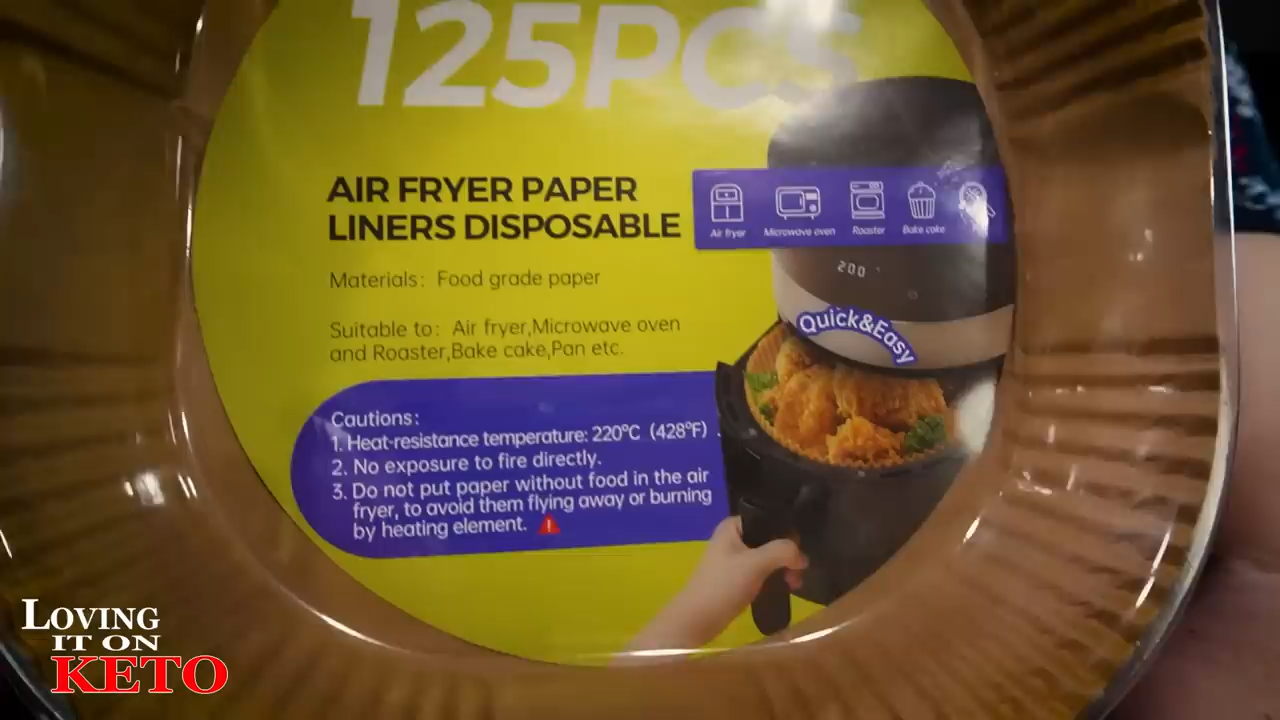 125PCS
AIR FRYER PAPER
LINERS DISPOSABLE
Air fryer
Microwave oven
Roaster
Bake cake
Materials: Food grade paper
200
Suitable to: Air fryer,Microwave oven
and Roaster,Bake cake,Pan etc.
Quick&Easy
Cautions:
1. Heat-resistance temperature: 220°C (428°F) .
2. No exposure to fire directly.
3. Do not put paper without food in the air
fryer, to avoid them flying away or burning
by heating element.
LOVING
IT ON
KETO